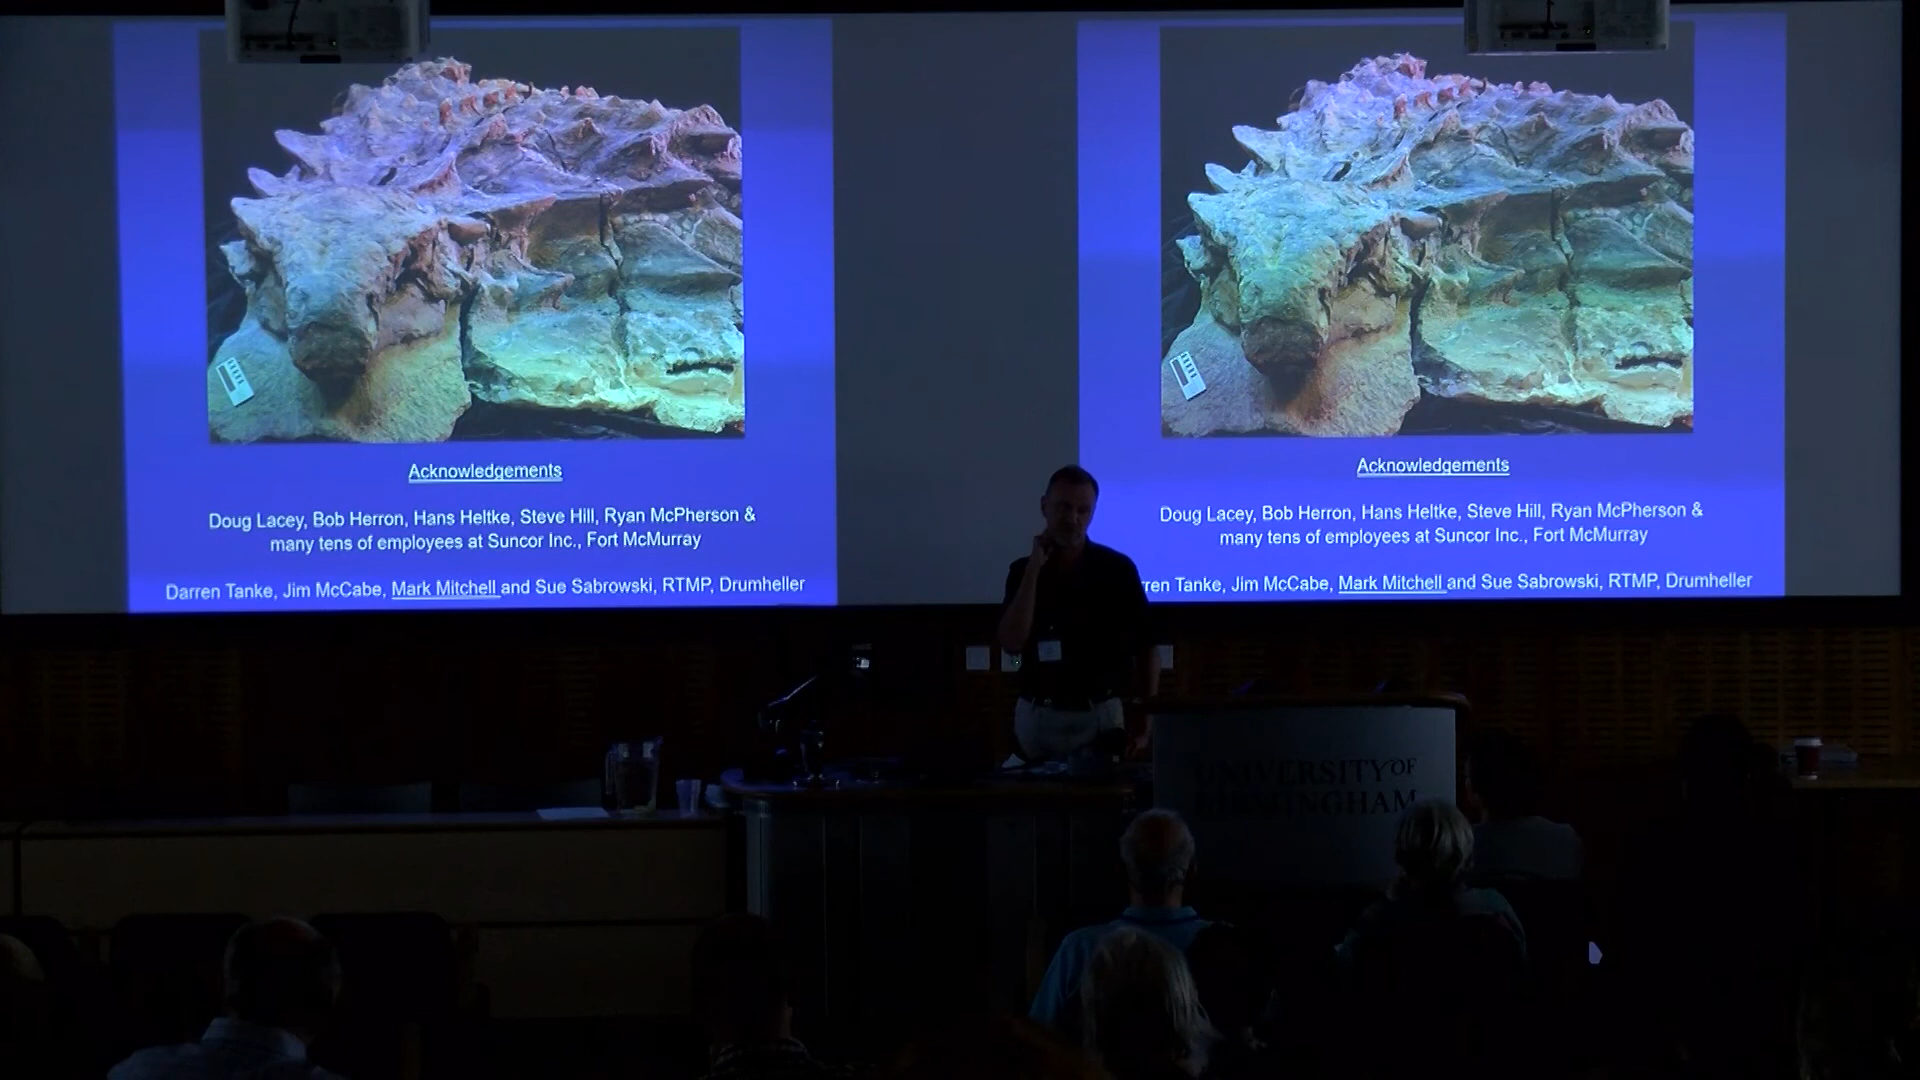 Acknowledgements
Doug Lacey, Bob Herron, Hans Heltke, Steve Hill, Ryan McPherson &
many tens of employees at Suncor Inc., Fort McMurray
Darren Tanke, Jim McCabe, Mark Mitchell and Sue Sabrowski, RTMP, Drumheller
Acknowledgements
Doug Lacey, Bob Herron, Hans Heltke, Steve Hill, Ryan McPherson &
many tens of employees at Suncor Inc., Fort McMurray
ren Tanke, Jim McCabe, Mark Mitchell and Sue Sabrowski, RTMP, Drumheller
UNIVERSITY OF
BIRMINGHAM